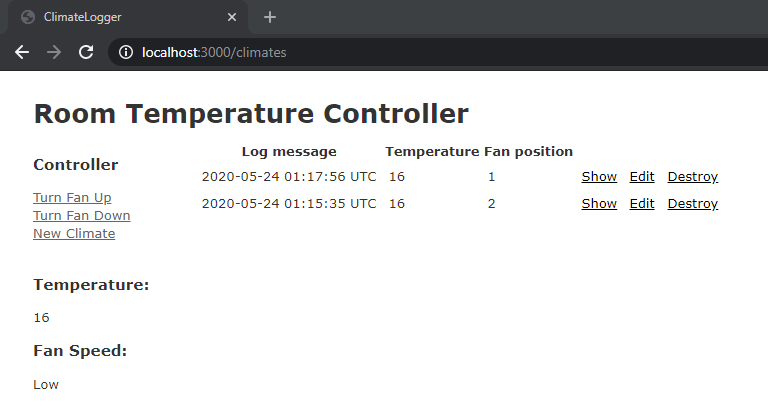 ClimateLogger
localhost:3000/climates
Room Temperature Controller
Controller
Turn Fan Up
Turn Fan Down
New Climate
Log message Temperature Fan position
2020-05-24 01:17:56 UTC 16 1 Show Edit Destroy
2020-05-24 01:15:35 UTC 16 2 Show Edit Destroy
Temperature:
16
Fan Speed:
Low